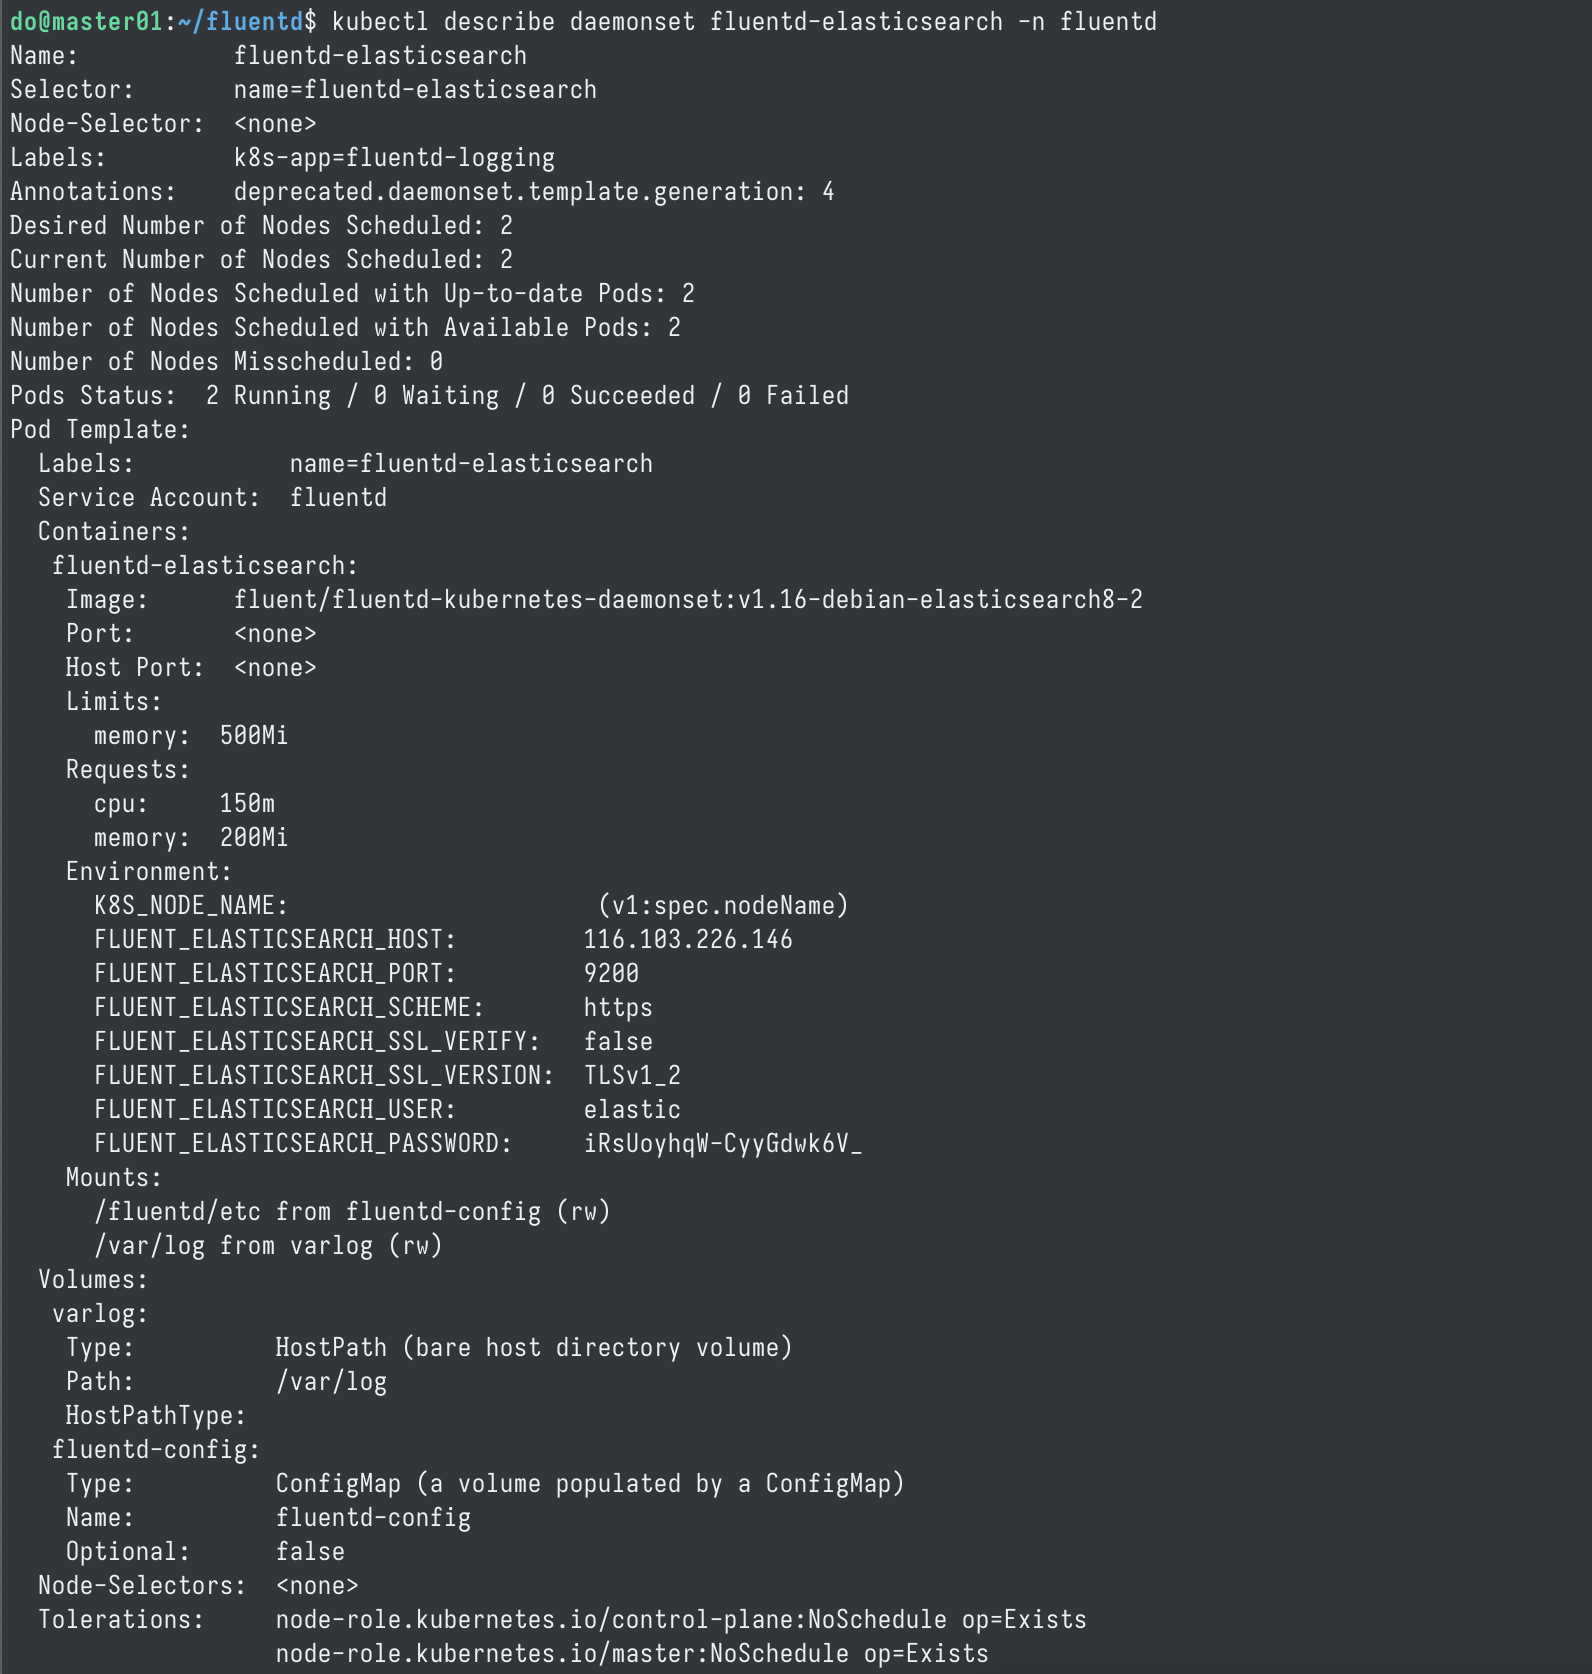 do@master01:~/fluentd$ kubectl describe daemonset fluentd-elasticsearch -n fluentd
Name:           fluentd-elasticsearch
Selector:       name=fluentd-elasticsearch
Node-Selector:  <none>
Labels:         k8s-app=fluentd-logging
Annotations:    deprecated.daemonset.template.generation: 4
Desired Number of Nodes Scheduled: 2
Current Number of Nodes Scheduled: 2
Number of Nodes Scheduled with Up-to-date Pods: 2
Number of Nodes Scheduled with Available Pods: 2
Number of Nodes Misscheduled: 0
Pods Status:  2 Running / 0 Waiting / 0 Succeeded / 0 Failed
Pod Template:
  Labels:           name=fluentd-elasticsearch
  Service Account:  fluentd
  Containers:
   fluentd-elasticsearch:
    Image:      fluent/fluentd-kubernetes-daemonset:v1.16-debian-elasticsearch8-2
    Port:       <none>
    Host Port:  <none>
    Limits:
      memory:  500Mi
    Requests:
      cpu:     150m
      memory:  200Mi
    Environment:
      K8S_NODE_NAME:                      (v1:spec.nodeName)
      FLUENT_ELASTICSEARCH_HOST:         116.103.226.146
      FLUENT_ELASTICSEARCH_PORT:         9200
      FLUENT_ELASTICSEARCH_SCHEME:       https
      FLUENT_ELASTICSEARCH_SSL_VERIFY:   false
      FLUENT_ELASTICSEARCH_SSL_VERSION:  TLSv1_2
      FLUENT_ELASTICSEARCH_USER:         elastic
      FLUENT_ELASTICSEARCH_PASSWORD:     iRsUoyhqW-CyyGdwk6V_
    Mounts:
      /fluentd/etc from fluentd-config (rw)
      /var/log from varlog (rw)
  Volumes:
   varlog:
    Type:          HostPath (bare host directory volume)
    Path:          /var/log
    HostPathType:
   fluentd-config:
    Type:          ConfigMap (a volume populated by a ConfigMap)
    Name:          fluentd-config
    Optional:      false
  Node-Selectors:  <none>
  Tolerations:     node-role.kubernetes.io/control-plane:NoSchedule op=Exists
                   node-role.kubernetes.io/master:NoSchedule op=Exists